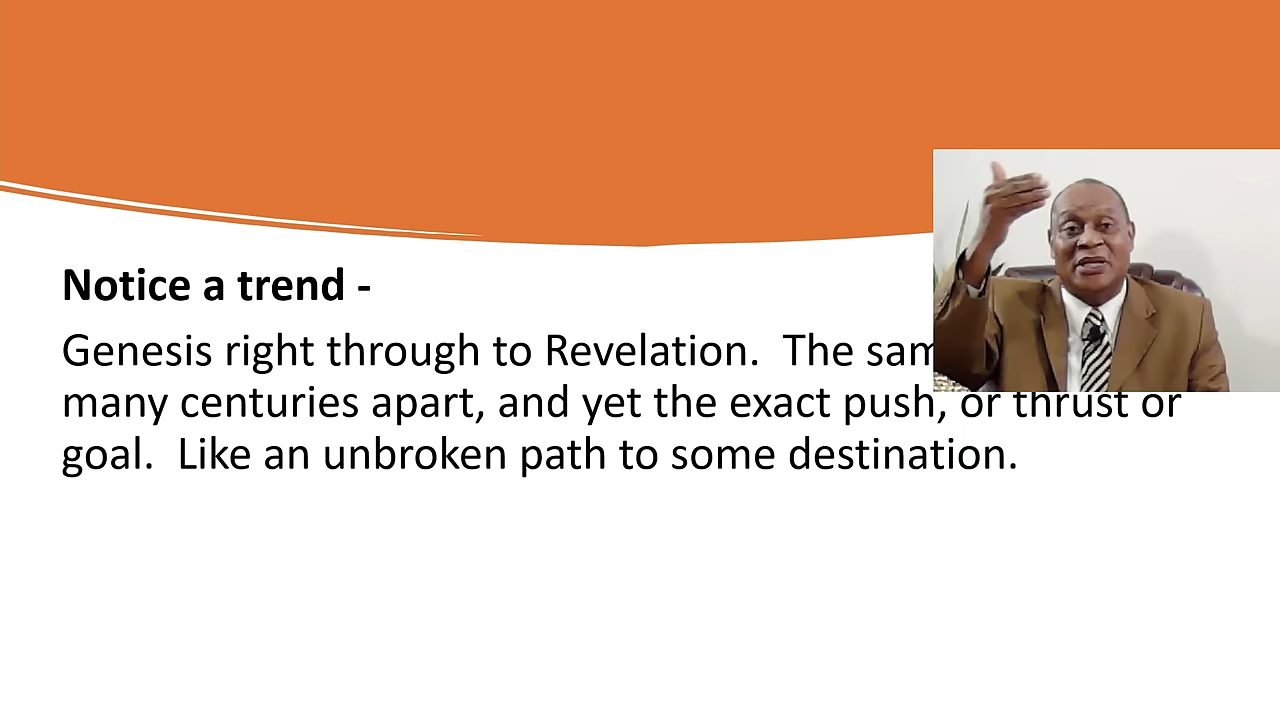 Notice a trend -
Genesis right through to Revelation. The
many centuries apart, and yet the exact push, or thrust or
goal. Like an unbroken path to some destination.